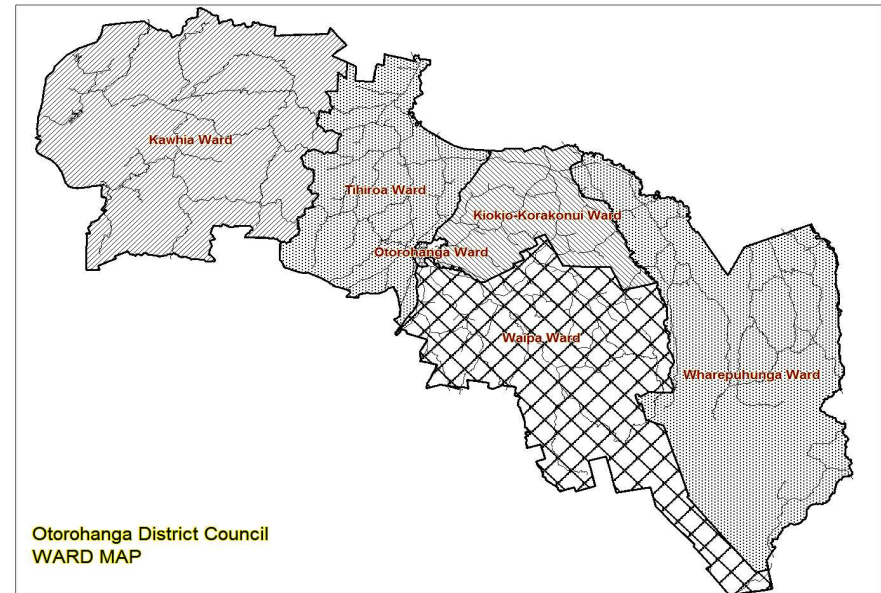 Kawhia Ward
Tihiroa Ward
Kiokio-Korakonui Ward
Otorohanga Ward
Waipa Ward
Wharepuhunga Ward
Otorohanga District Council
WARD MAP